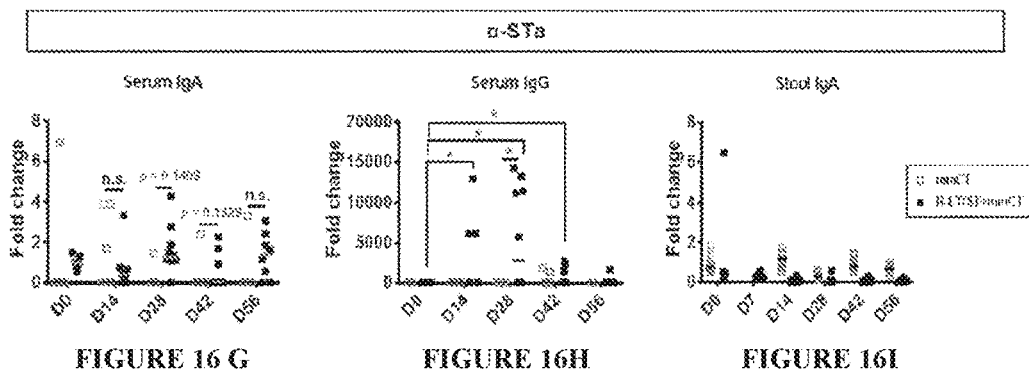 α-STa
Serum IgA
Serum IgG
Stool IgA
Fold change
8
6
4
2
0
n.s.
n.s.
D0
D14
D28
D42
D56
Fold change
20000
15000
10000
5000
0
*
*
*
*
D0
D14
D28
D42
D56
Fold change
8
6
4
2
0
D0
D7
D14
D28
D42
D56
FIGURE 16 G
FIGURE 16H
FIGURE 16I